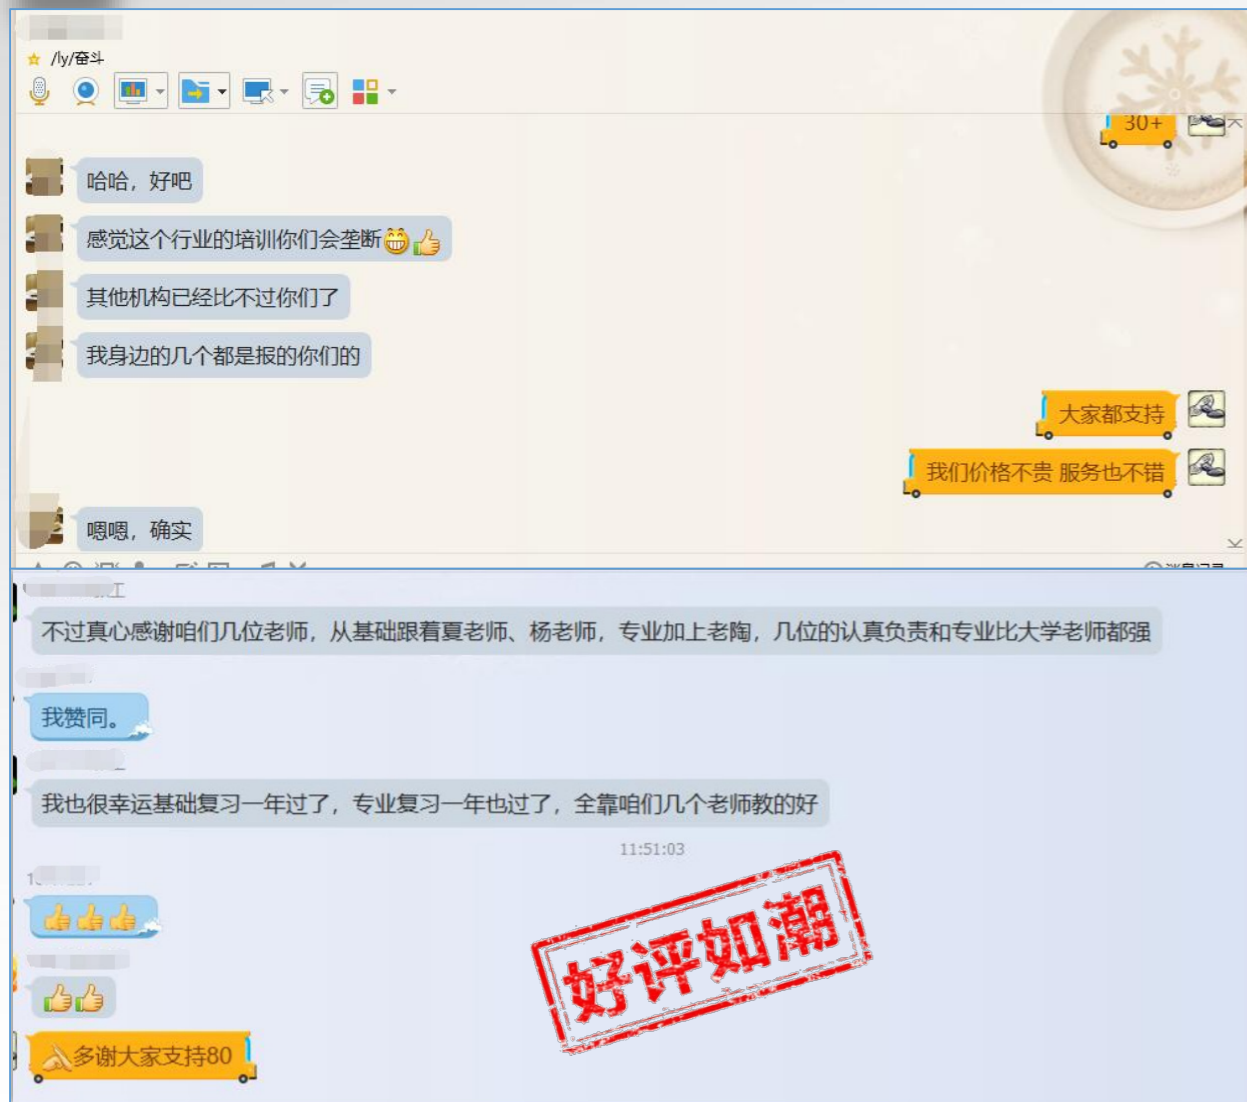 /ly/奋斗
30+
哈哈，好吧
感觉这个行业的培训你们会垄断
其他机构已经比不过你们了
我身边的几个都是报的你们的
大家都支持
我们价格不贵 服务也不错
嗯嗯，确实
不过真心感谢咱们几位老师，从基础跟着夏老师、杨老师，专业加上老陶，几位的认真负责和专业比大学老师都强
我赞同。
我也很幸运基础复习一年过了，专业复习一年也过了，全靠咱们几个老师教的好
11:51:03
好评如潮
多谢大家支持80